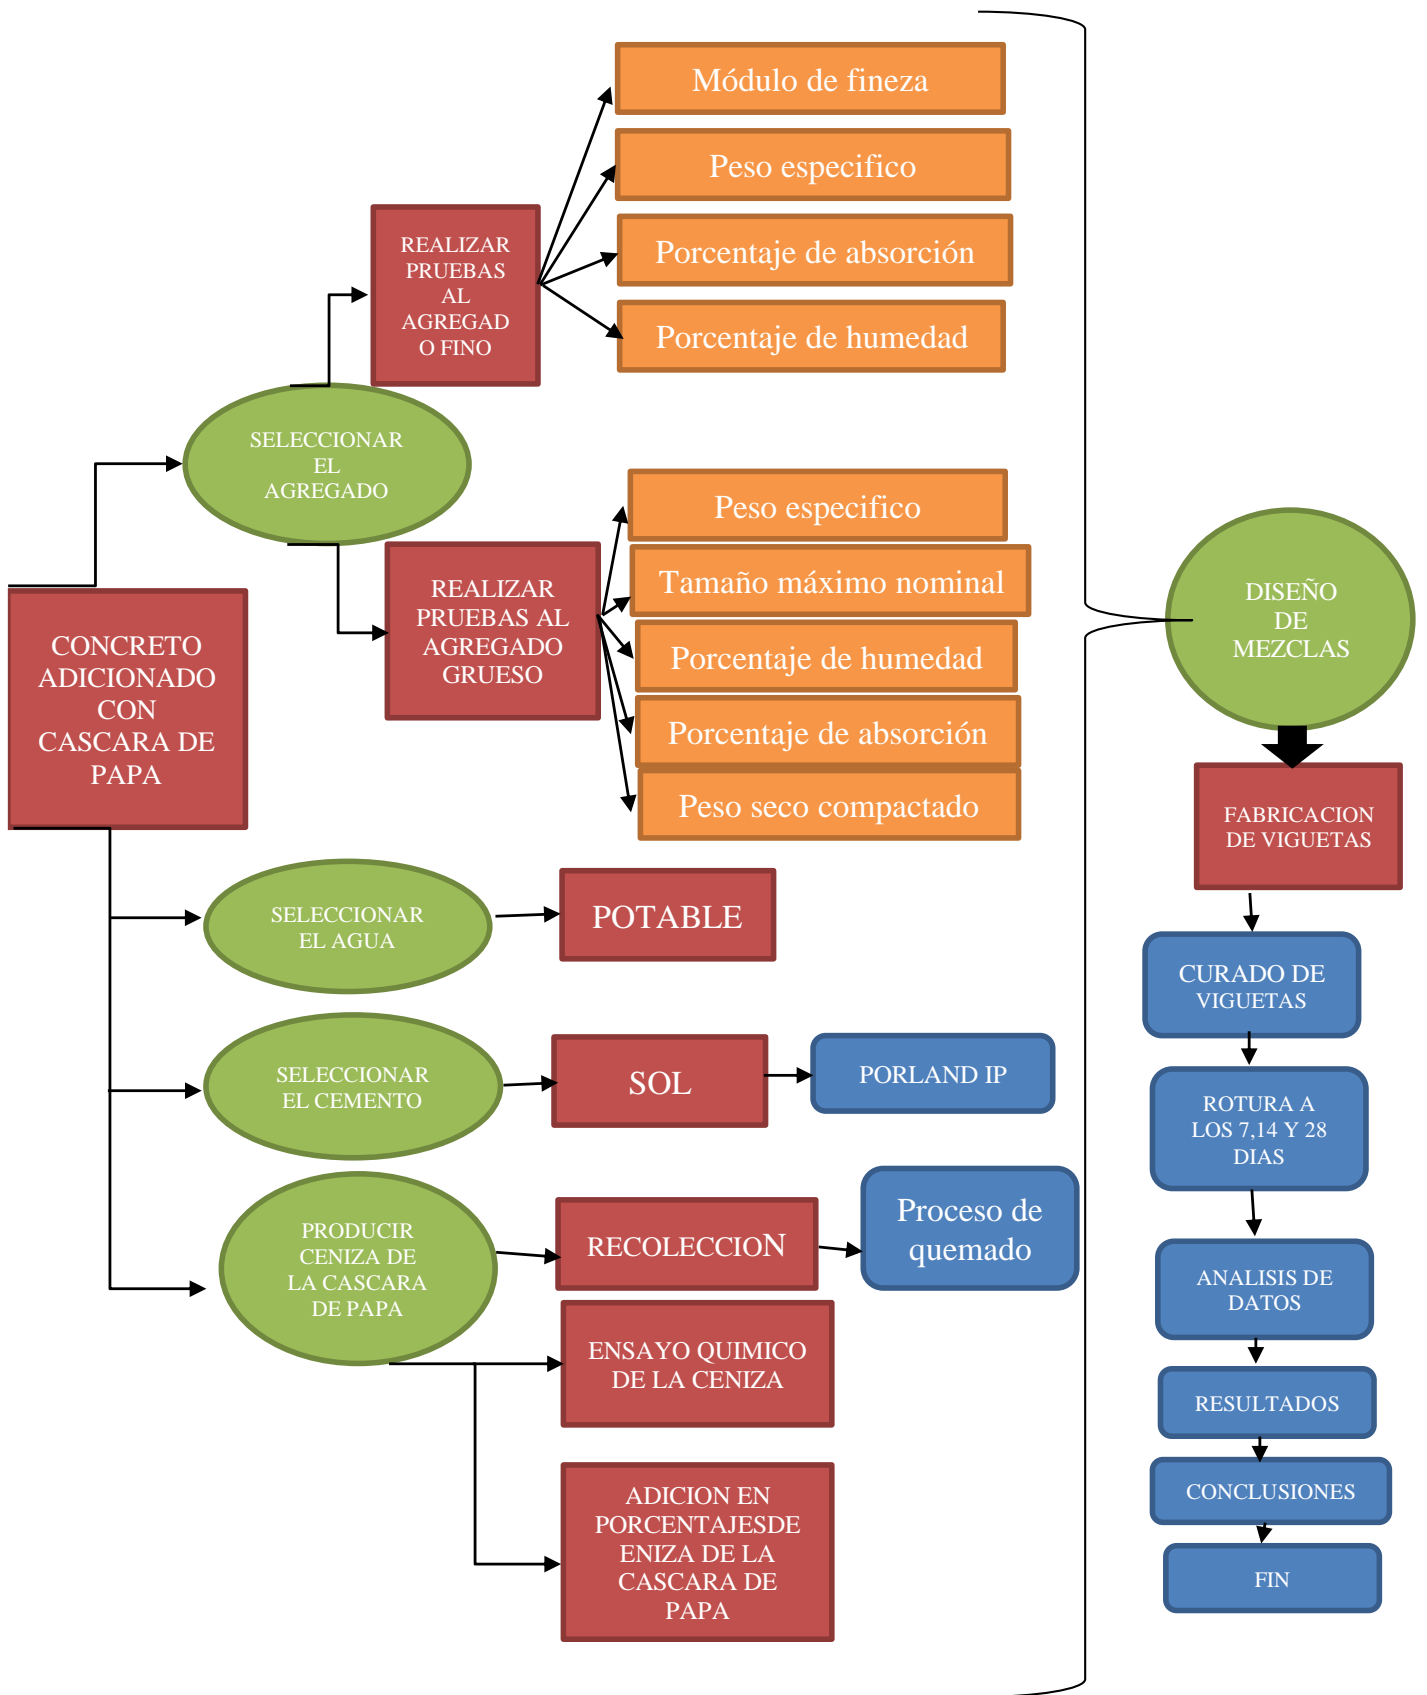 CONCRETO
ADICIONADO
CON
CASCARA DE
PAPA
SELECCIONAR
EL
AGREGADO
REALIZAR
PRUEBAS
AL
AGREGAD
O FINO
Módulo de fineza
Peso especifico
Porcentaje de absorción
Porcentaje de humedad
REALIZAR
PRUEBAS AL
AGREGADO
GRUESO
Peso especifico
Tamaño máximo nominal
Porcentaje de humedad
Porcentaje de absorción
Peso seco compactado
SELECCIONAR
EL AGUA
POTABLE
SELECCIONAR
EL CEMENTO
SOL
PORLAND IP
PRODUCIR
CENIZA DE
LA CASCARA
DE PAPA
RECOLECCION
Proceso de
quemado
ENSAYO QUIMICO
DE LA CENIZA
ADICION EN
PORCENTAJESDE
ENIZA DE LA
CASCARA DE
PAPA
DISEÑO
DE
MEZCLAS
FABRICACION
DE VIGUETAS
CURADO DE
VIGUETAS
ROTURA A
LOS 7,14 Y 28
DIAS
ANALISIS DE
DATOS
RESULTADOS
CONCLUSIONES
FIN